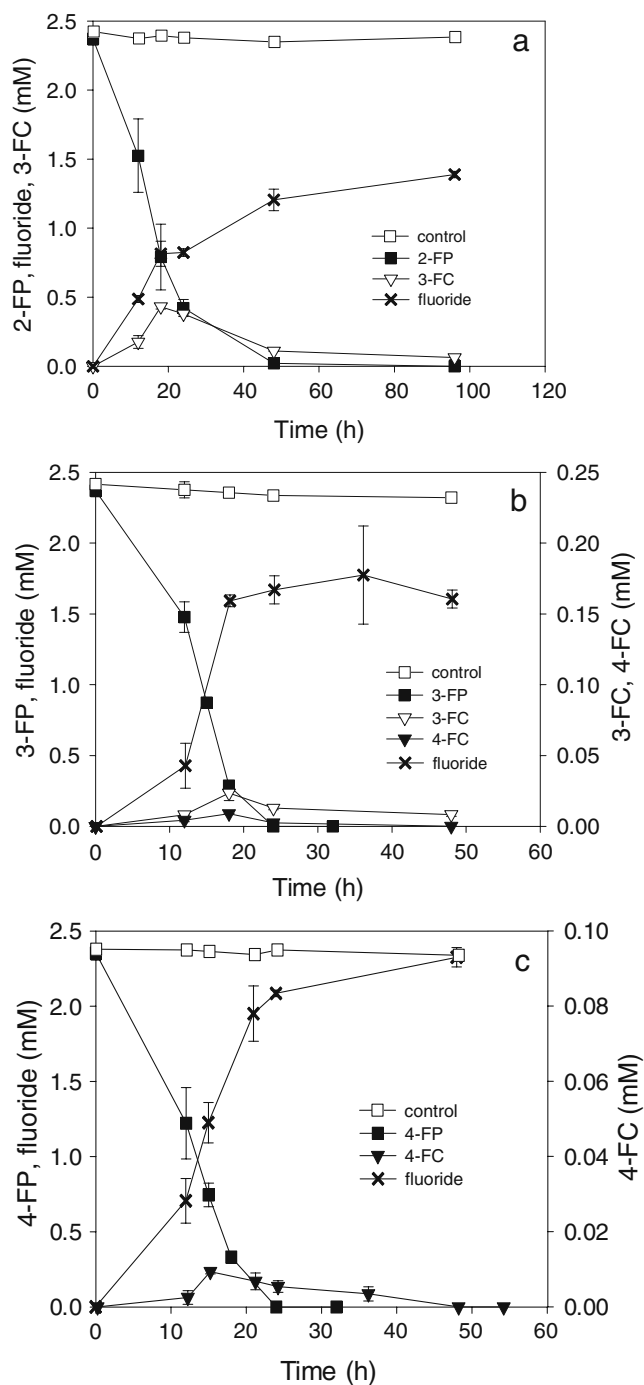 a
2.5
2.0
1.5
1.0
0.5
0.0
2-FP, fluoride, 3-FC (mM)
control
2-FP
3-FC
fluoride
0 20 40 60 80 100 120
Time (h)
b
2.5
2.0
1.5
1.0
0.5
0.0
3-FP, fluoride (mM)
control
3-FP
3-FC
4-FC
fluoride
0.25
0.20
0.15
0.10
0.05
0.00
3-FC, 4-FC (mM)
0 10 20 30 40 50 60
Time (h)
c
2.5
2.0
1.5
1.0
0.5
0.0
4-FP, fluoride (mM)
control
4-FP
4-FC
fluoride
0.10
0.08
0.06
0.04
0.02
0.00
4-FC (mM)
0 10 20 30 40 50 60
Time (h)